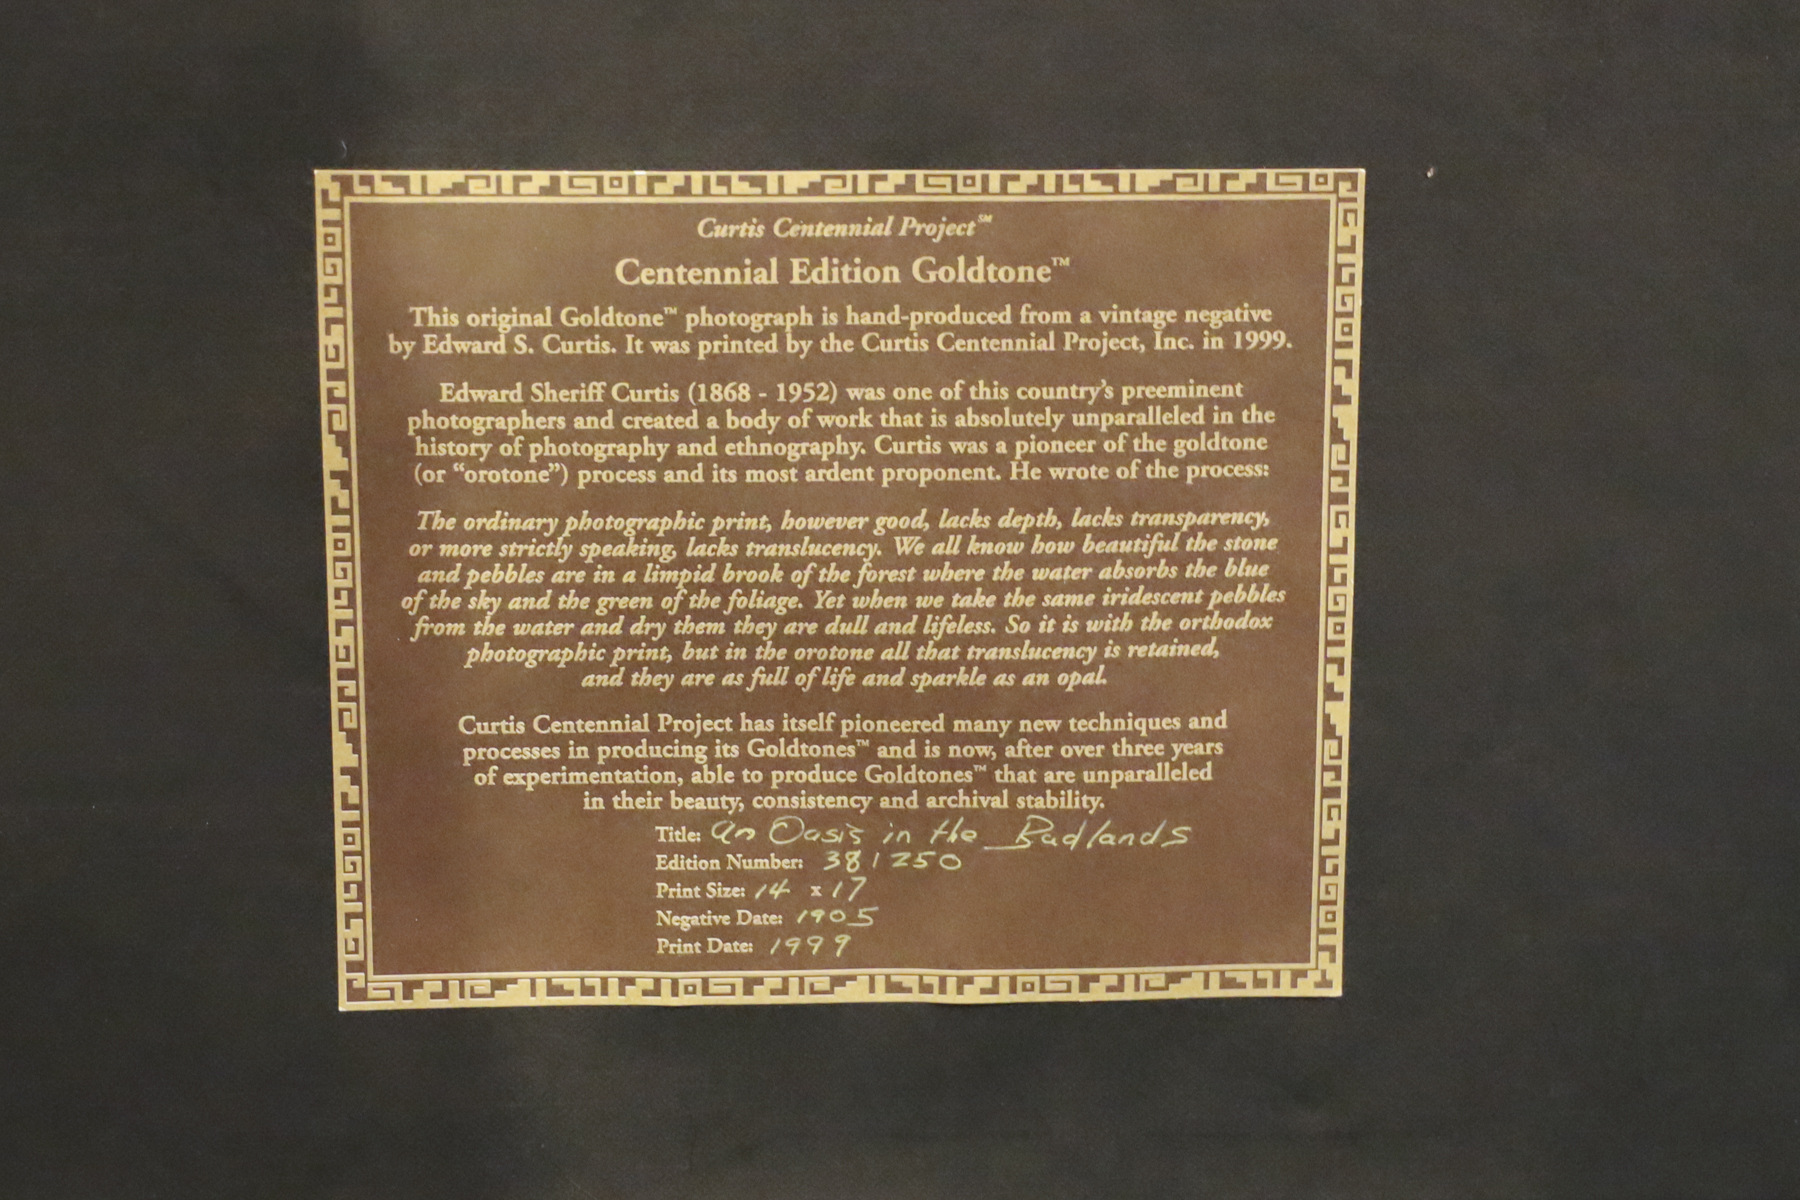 Curtis Centennial Project℠
Centennial Edition Goldtone™
This original Goldtone™ photograph is hand-produced from a vintage negative
by Edward S. Curtis. It was printed by the Curtis Centennial Project, Inc. in 1999.
Edward Sheriff Curtis (1868 - 1952) was one of this country's preeminent
photographers and created a body of work that is absolutely unparalleled in the
history of photography and ethnography. Curtis was a pioneer of the goldtone
(or “orotone”) process and its most ardent proponent. He wrote of the process:
The ordinary photographic print, however good, lacks depth, lacks transparency,
or more strictly speaking, lacks translucency. We all know how beautiful the stone
and pebbles are in a limpid brook of the forest where the water absorbs the blue
of the sky and the green of the foliage. Yet when we take the same iridescent pebbles
from the water and dry them they are dull and lifeless. So it is with the orthodox
photographic print, but in the orotone all that translucency is retained,
and they are as full of life and sparkle as an opal.
Curtis Centennial Project has itself pioneered many new techniques and
processes in producing its Goldtones™ and is now, after over three years
of experimentation, able to produce Goldtones™ that are unparalleled
in their beauty, consistency and archival stability.
Title: An Oasis in the Badlands
Edition Number: 381250
Print Size: 14 x 17
Negative Date: 1905
Print Date: 1999